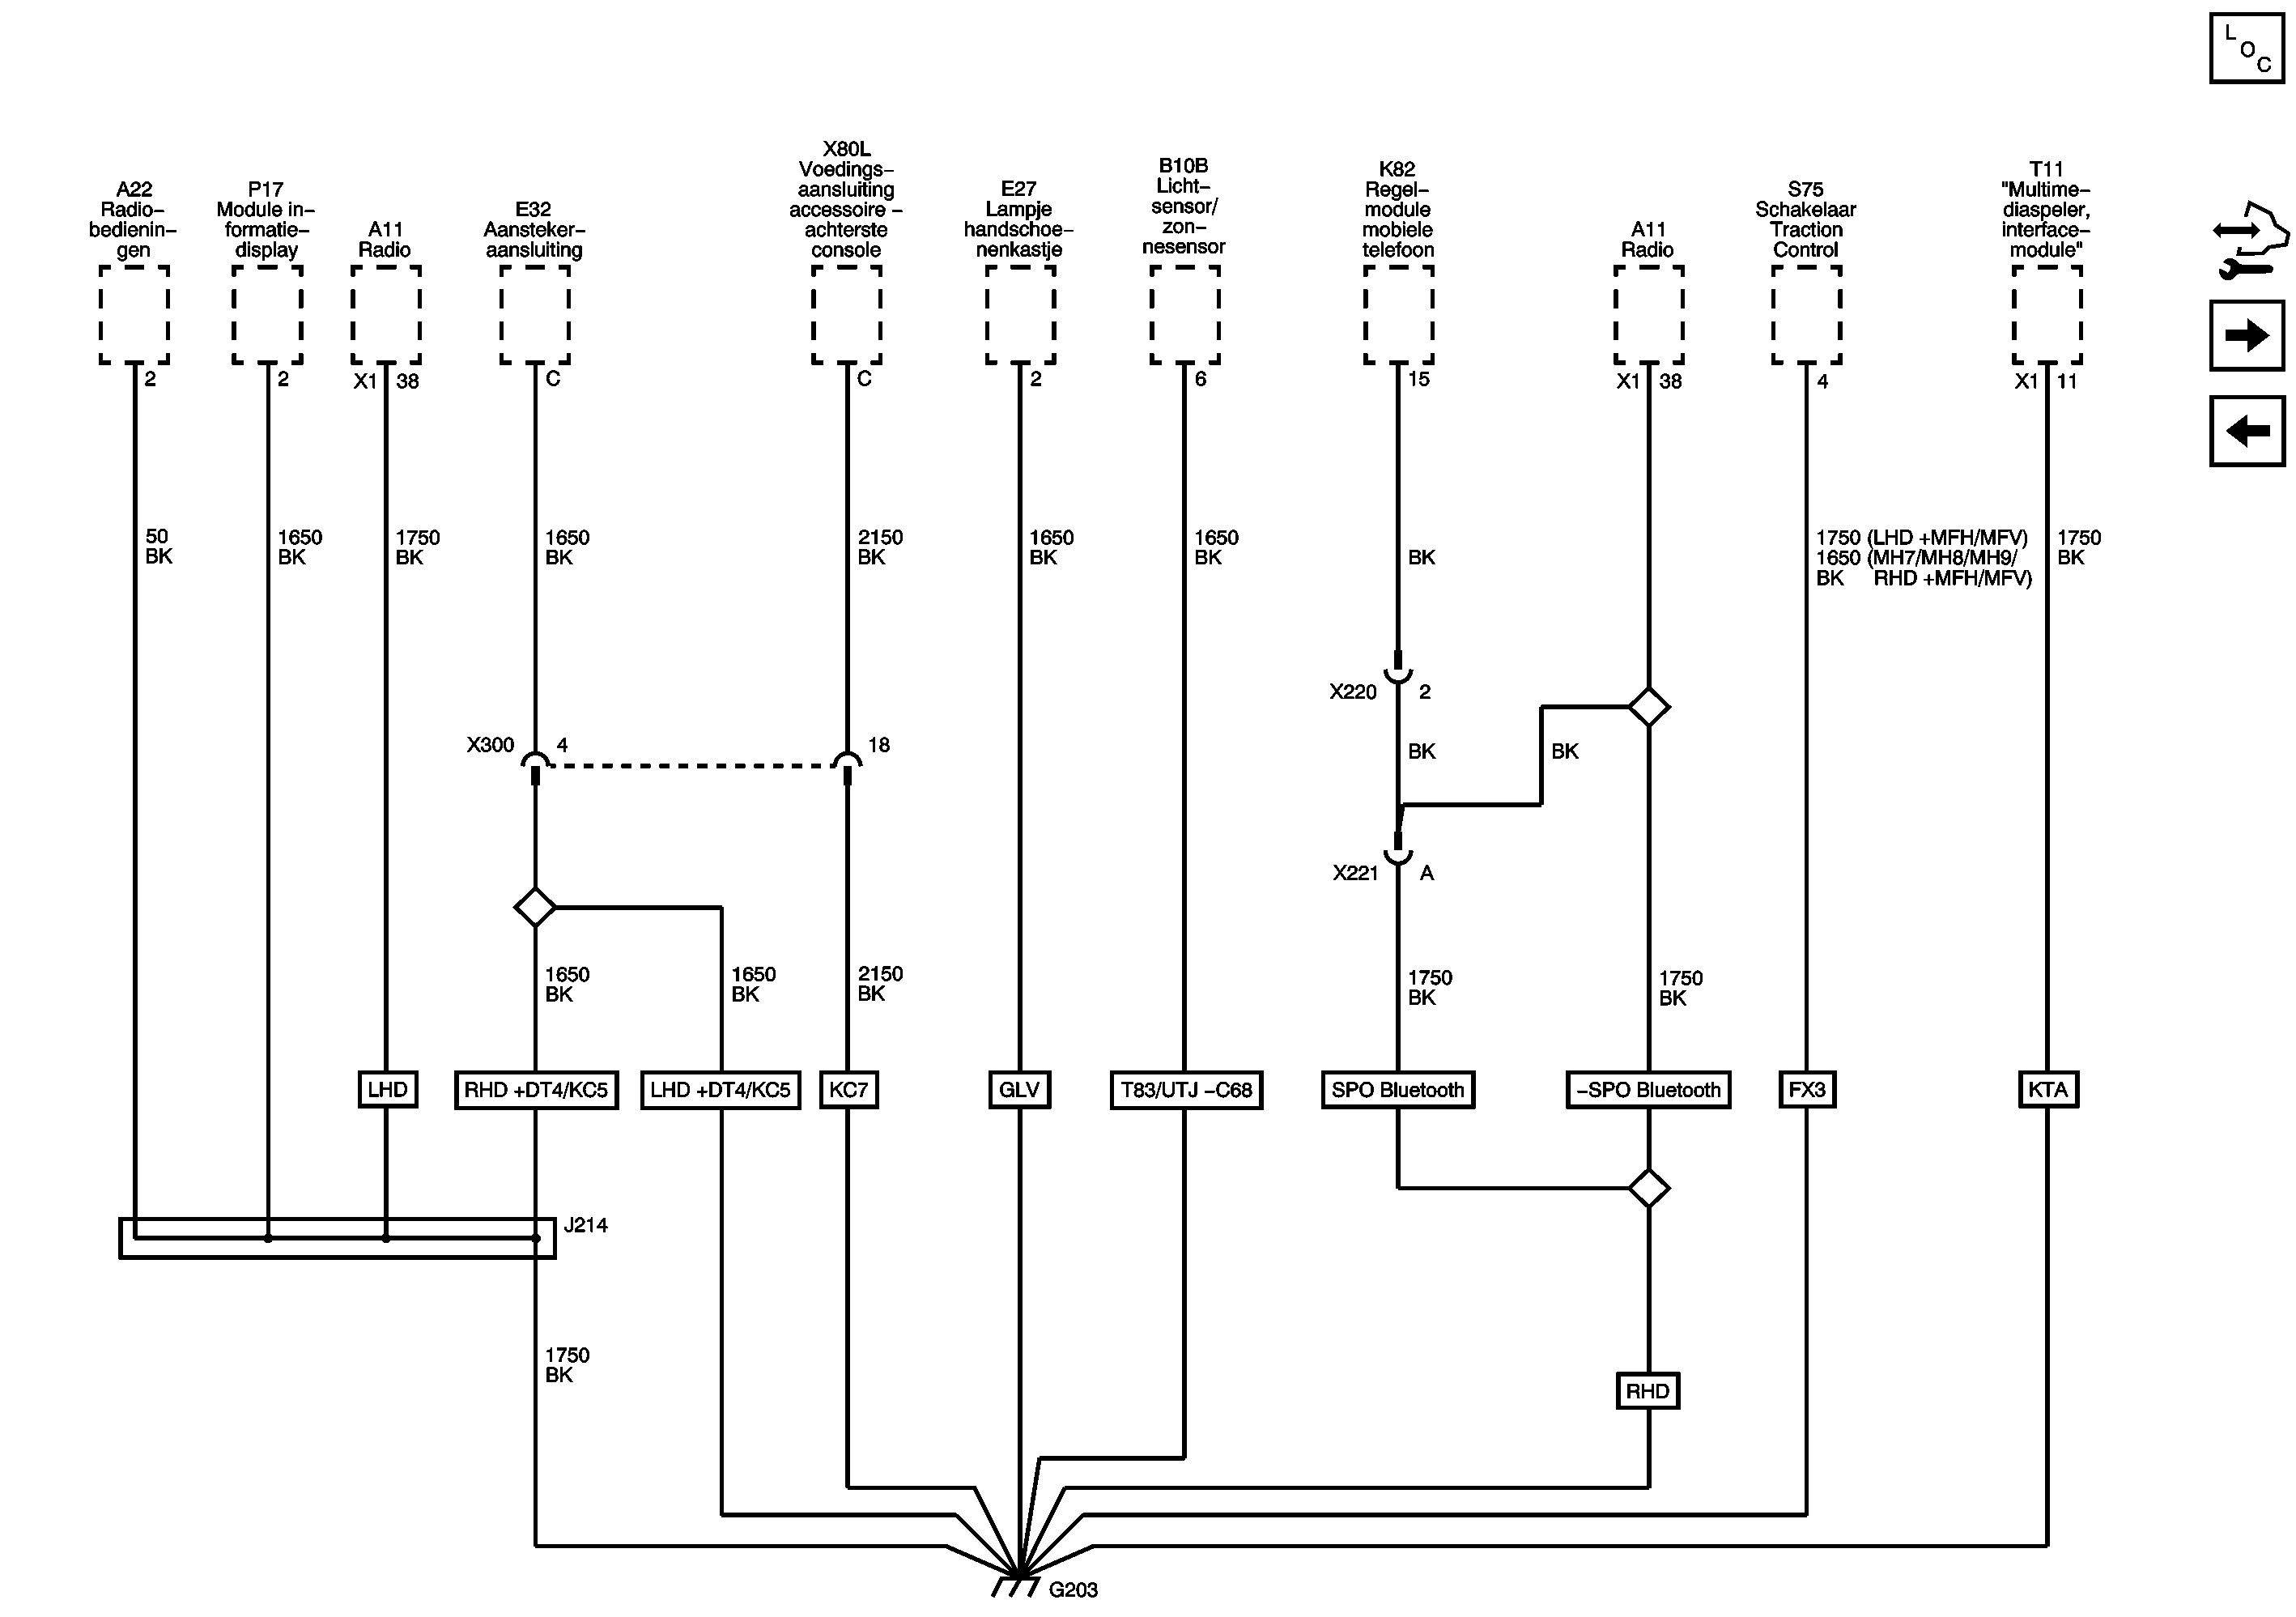 L
O
C
A22
Radio–
bedienin–
gen
P17
Module in–
formatie–
display
A11
Radio
E32
Aansteker–
aansluiting
X80L
Voedings–
aansluiting
accessoire –
achterste
console
E27
Lampje
handschoe–
nenkastje
B10B
Licht–
sensor/
zon–
nesensor
K82
Regel–
module
mobiele
telefoon
A11
Radio
S75
Schakelaar
Traction
Control
T11
"Multime–
diaspeler,
interface–
module"
2
2
X1 38
C
C
2
6
15
X1 38
4
X1 11
50
BK
1650
BK
1750
BK
1650
BK
2150
BK
1650
BK
1650
BK
BK
1750 (LHD +MFH/MFV)
1650 (MH7/MH8/MH9/
BK RHD +MFH/MFV)
1750
BK
X220 2
X300 4
18
BK
BK
X221 A
1650
BK
1650
BK
2150
BK
1750
BK
1750
BK
LHD
RHD +DT4/KC5
LHD +DT4/KC5
KC7
GLV
T83/UTJ –C68
SPO Bluetooth
–SPO Bluetooth
FX3
KTA
J214
1750
BK
RHD
G203